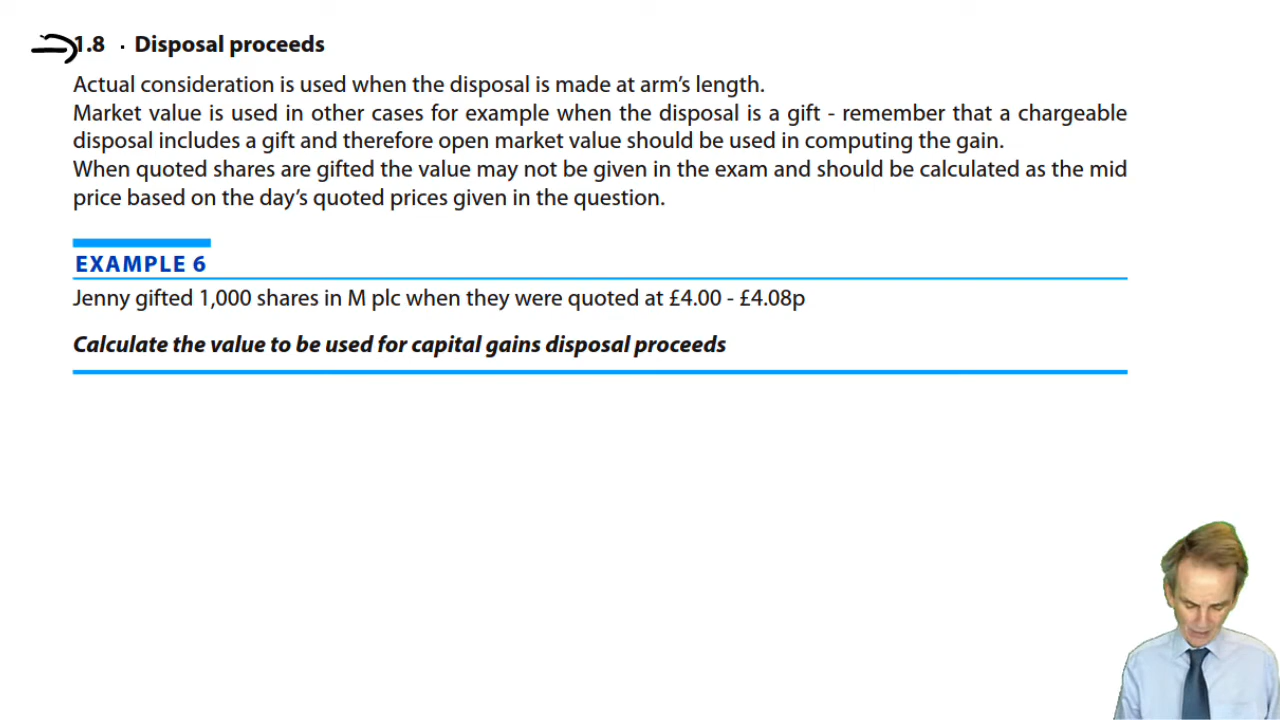 1.8 · Disposal proceeds
Actual consideration is used when the disposal is made at arm’s length.
Market value is used in other cases for example when the disposal is a gift - remember that a chargeable
disposal includes a gift and therefore open market value should be used in computing the gain.
When quoted shares are gifted the value may not be given in the exam and should be calculated as the mid
price based on the day’s quoted prices given in the question.
EXAMPLE 6
Jenny gifted 1,000 shares in M plc when they were quoted at £4.00 - £4.08p
Calculate the value to be used for capital gains disposal proceeds